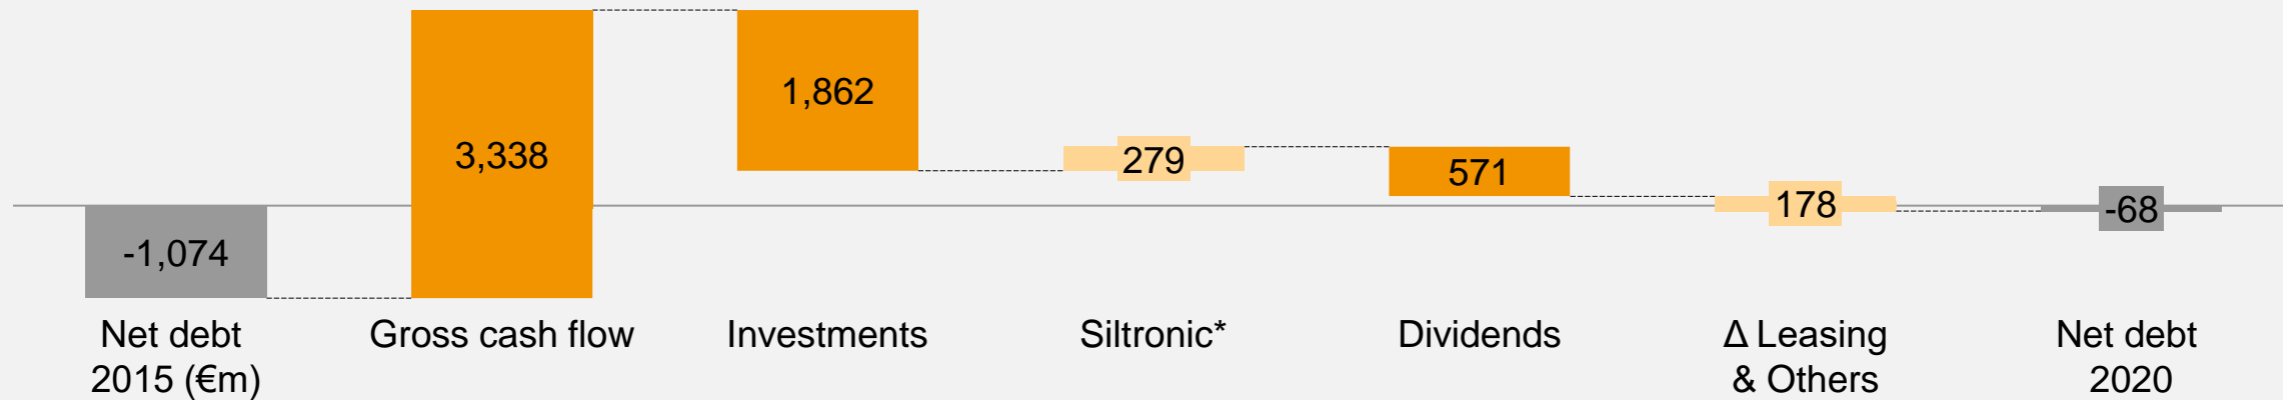 1,862
3,338
279
571
178
-68
-1,074
Net debt
2015 (€m)
Gross cash flow
Investments
Siltronic*
Dividends
Δ Leasing
& Others
Net debt
2020